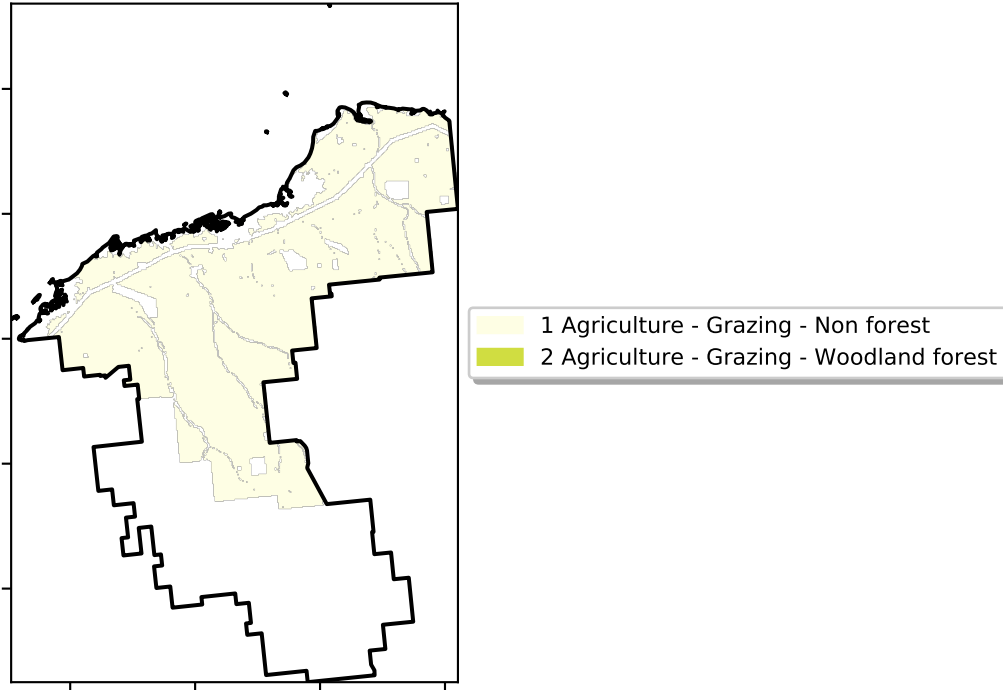 1 Agriculture - Grazing - Non forest
2 Agriculture - Grazing - Woodland forest